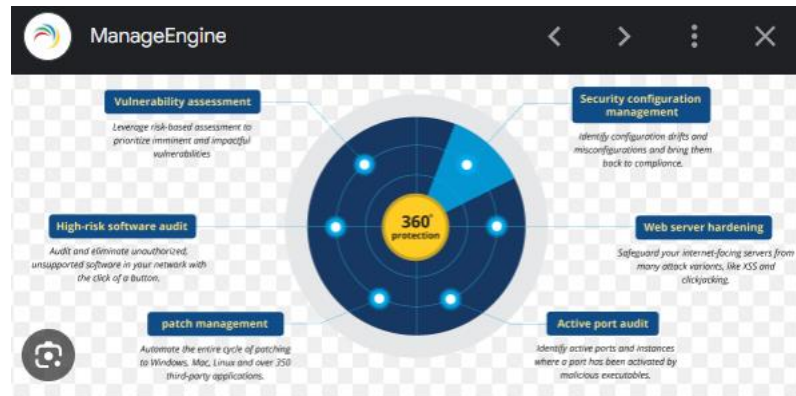 ManageEngine
Vulnerability assessment
Leverage risk-based assessment to
prioritize imminent and impactful
vulnerabilities
Security configuration
management
Identify configuration drifts and
misconfigurations and bring them
back to compliance.
High-risk software audit
Audit and eliminate unauthorized,
unsupported software in your network with
the click of a button.
360°
protection
Web server hardening
Safeguard your internet-facing servers from
many attack variants, like XSS and
clickjacking.
patch management
Automate the entire cycle of patching
to Windows, Mac, Linux and over 350
third-party applications.
Active port audit
Identify active ports and instances
where a port has been activated by
malicious executables.